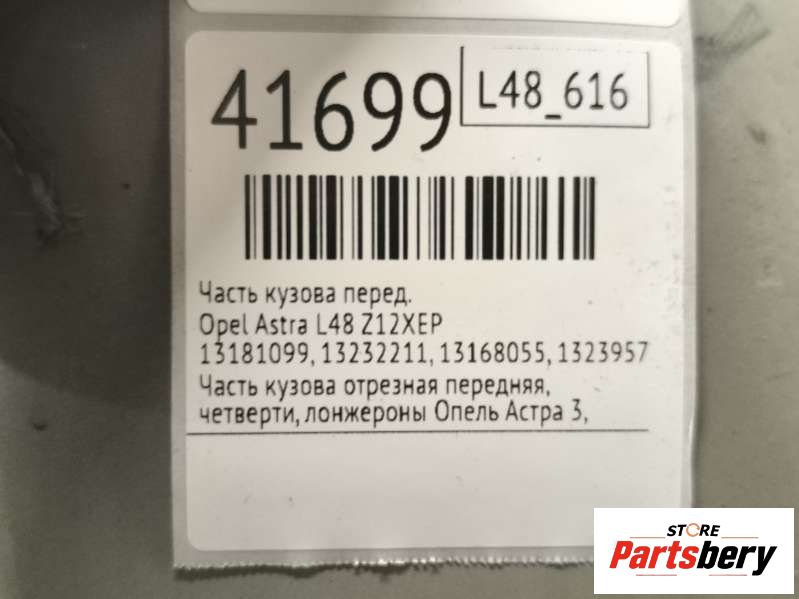 41699
L48_616
Часть кузова перед.
Opel Astra L48 Z12XEP
13181099, 13232211, 13168055, 1323957
Часть кузова отрезная передняя,
четверти, лонжероны Опель Астра 3,
STORE
Partsbery